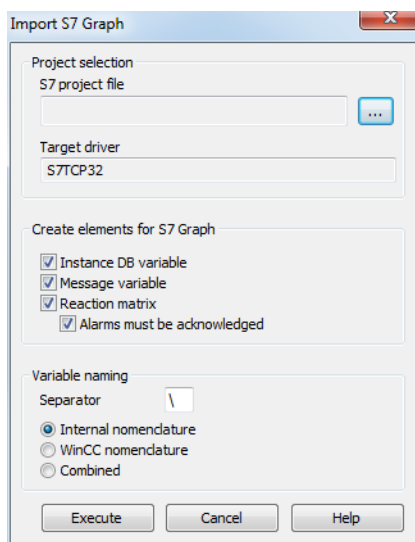 Import S7 Graph
Project selection
S7 project file
...
Target driver
S7TCP32
Create elements for S7 Graph
Instance DB variable
Message variable
Reaction matrix
Alarms must be acknowledged
Variable naming
Separator \
Internal nomenclature
WinCC nomenclature
Combined
Execute Cancel Help